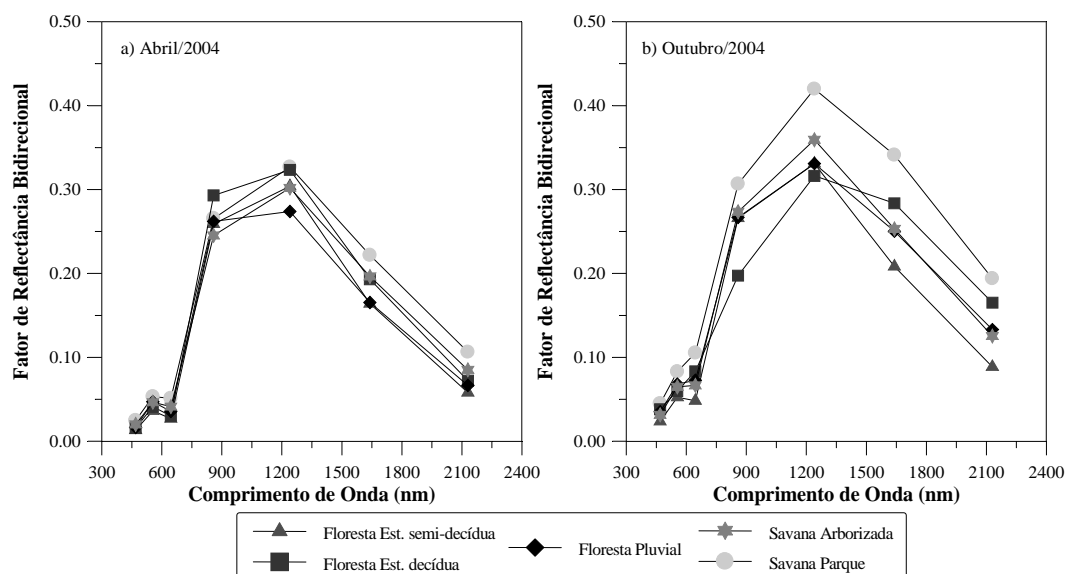 a) Abril/2004
Fator de Reflectância Bidirecional
0.50
0.40
0.30
0.20
0.10
0.00
300 600 900 1200 1500 1800 2100 2400
Comprimento de Onda (nm)
b) Outubro/2004
Fator de Reflectância Bidirecional
0.50
0.40
0.30
0.20
0.10
0.00
300 600 900 1200 1500 1800 2100 2400
Comprimento de Onda (nm)
Floresta Est. semi-decídua
Floresta Est. decídua
Floresta Pluvial
Savana Arborizada
Savana Parque